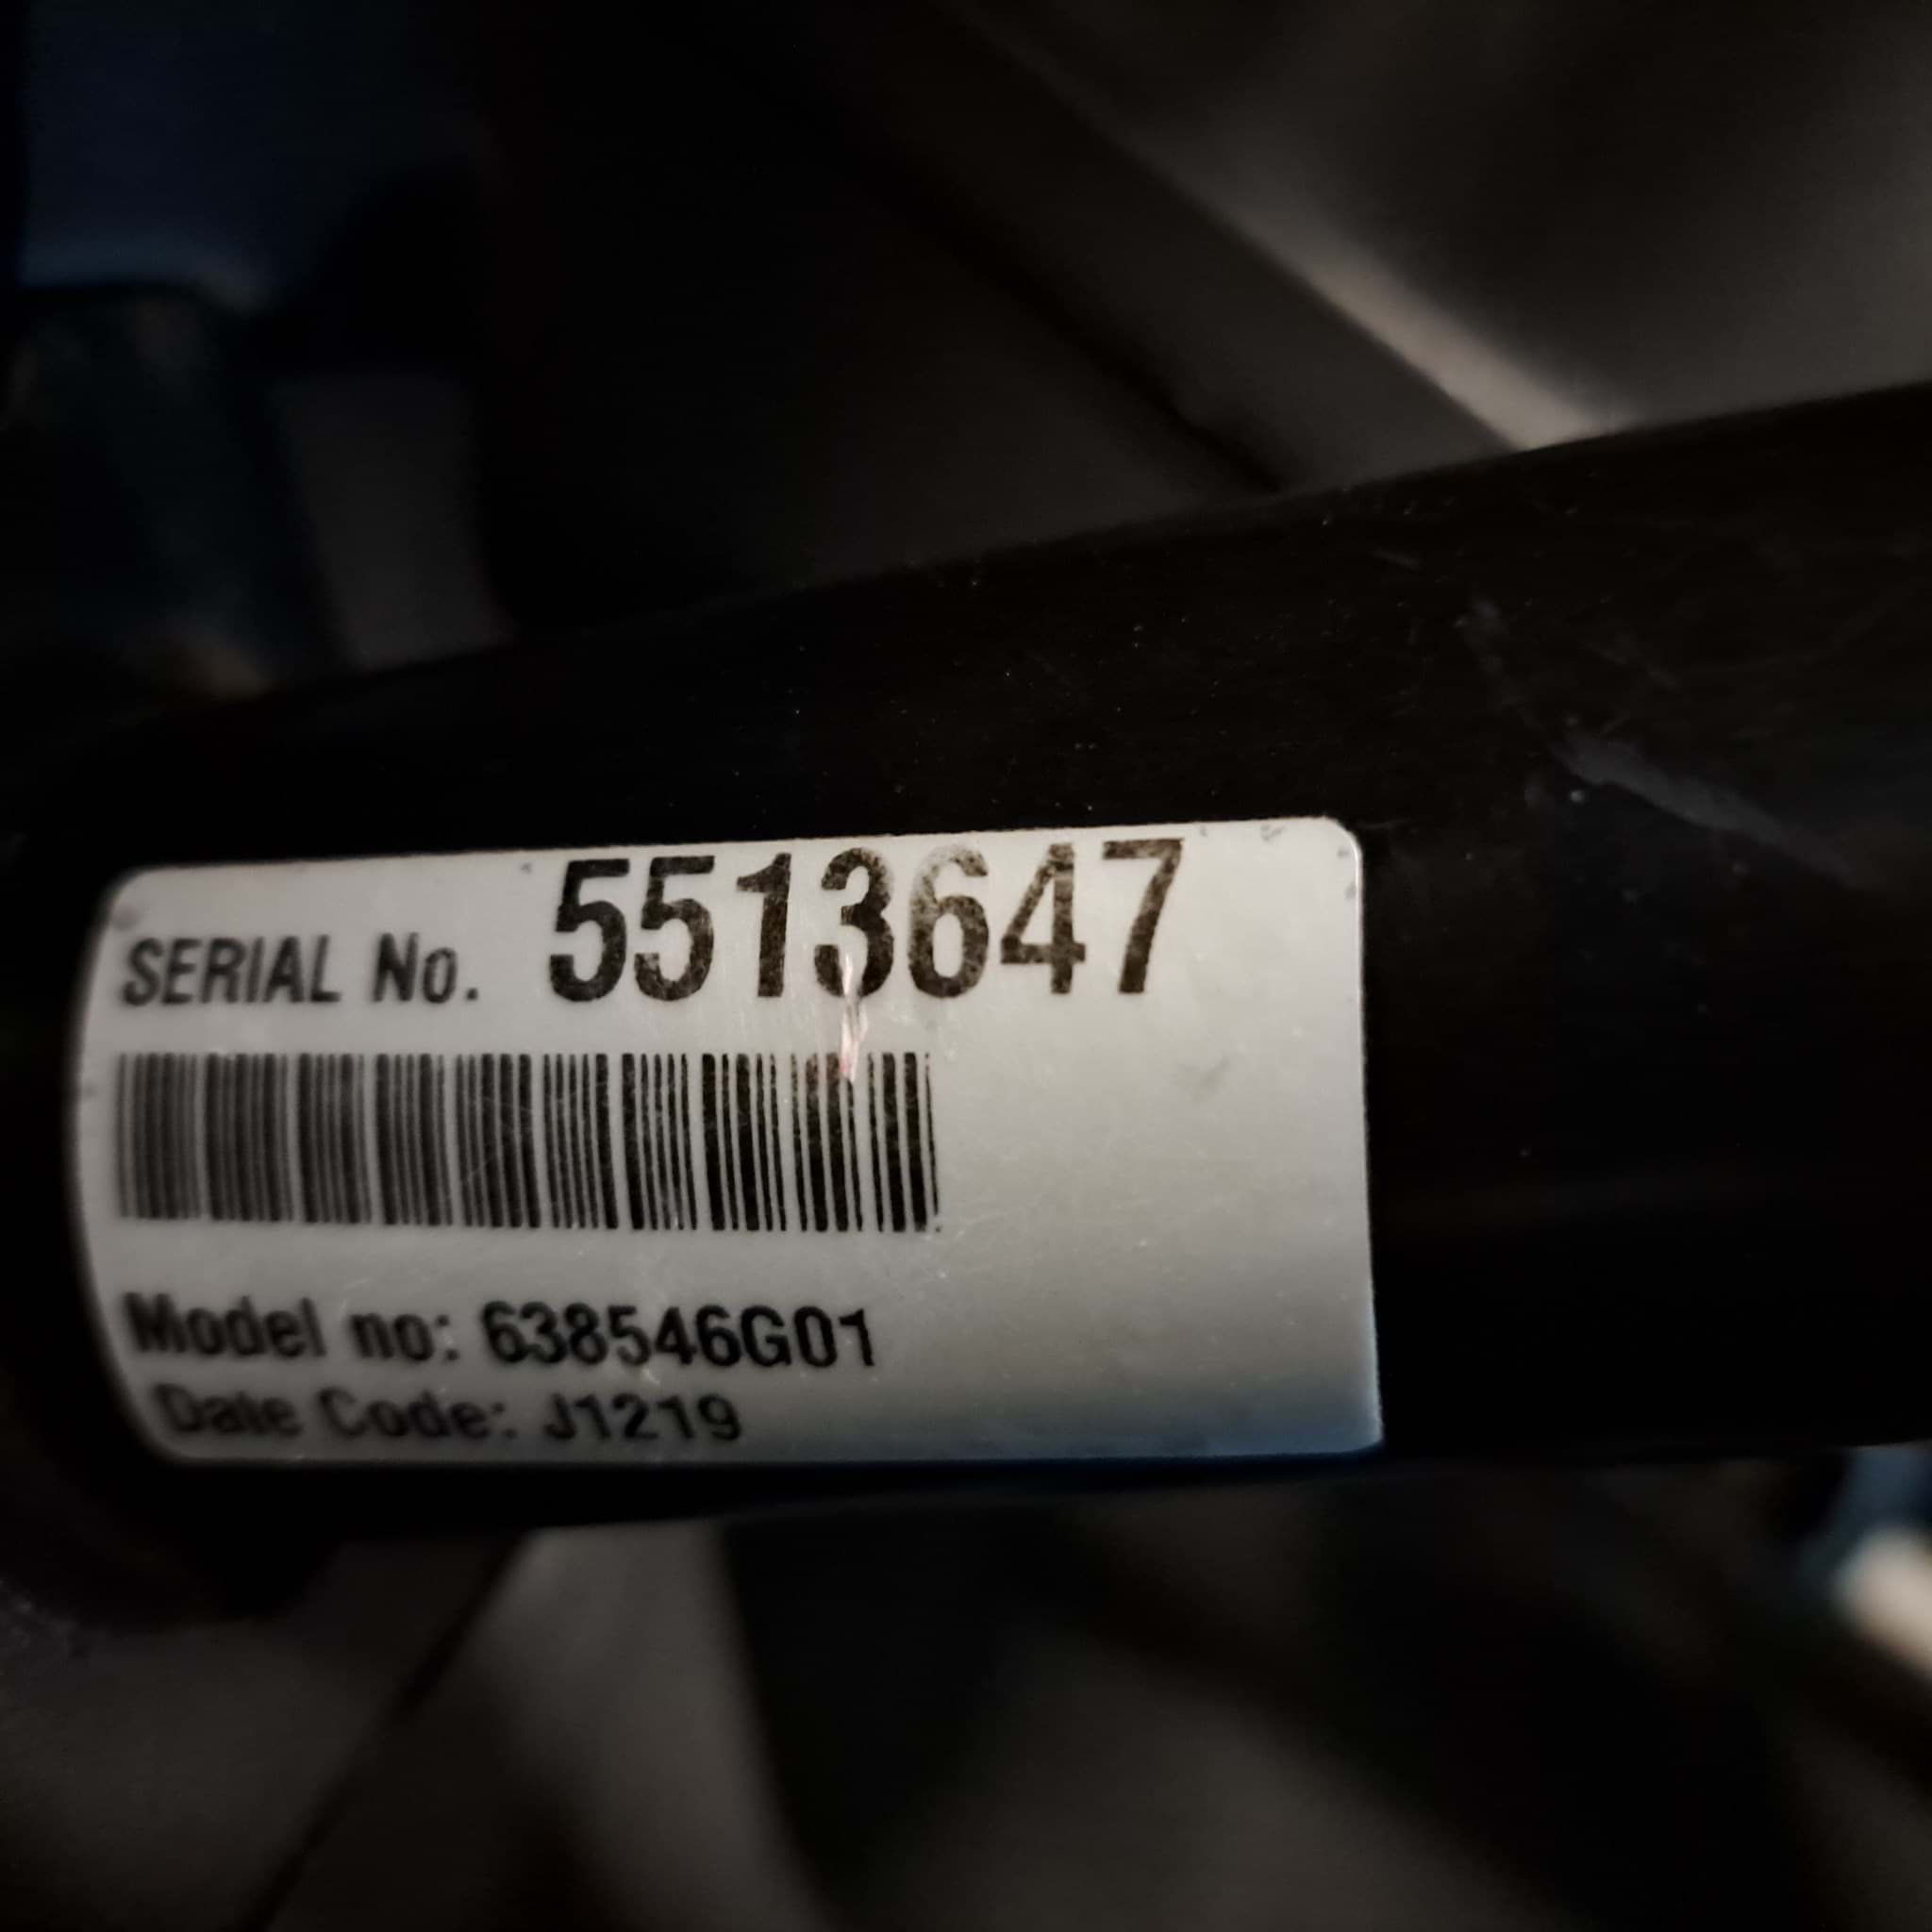 SERIAL No. 5513647
Model no: 638546G01
Date Code: J1219